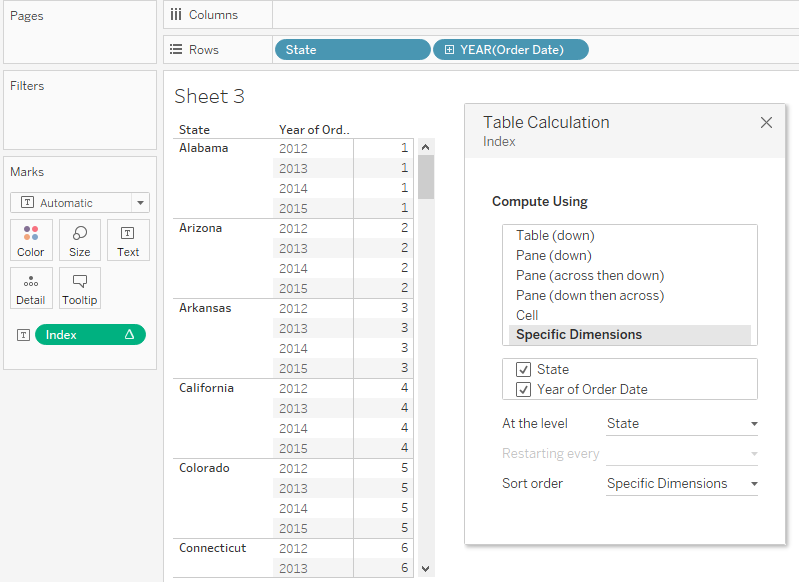 Pages
Columns
Rows State YEAR(Order Date)
Filters
Marks
Automatic
Color Size Text
Detail Tooltip
Index
Sheet 3
State Year of Ord..
Alabama 2012 1
2013 1
2014 1
2015 1
Arizona 2012 2
2013 2
2014 2
2015 2
Arkansas 2012 3
2013 3
2014 3
2015 3
California 2012 4
2013 4
2014 4
2015 4
Colorado 2012 5
2013 5
2014 5
2015 5
Connecticut 2012 6
2013 6
Table Calculation
Index
Compute Using
Table (down)
Pane (down)
Pane (across then down)
Pane (down then across)
Cell
Specific Dimensions
State
Year of Order Date
At the level State
Restarting every
Sort order Specific Dimensions